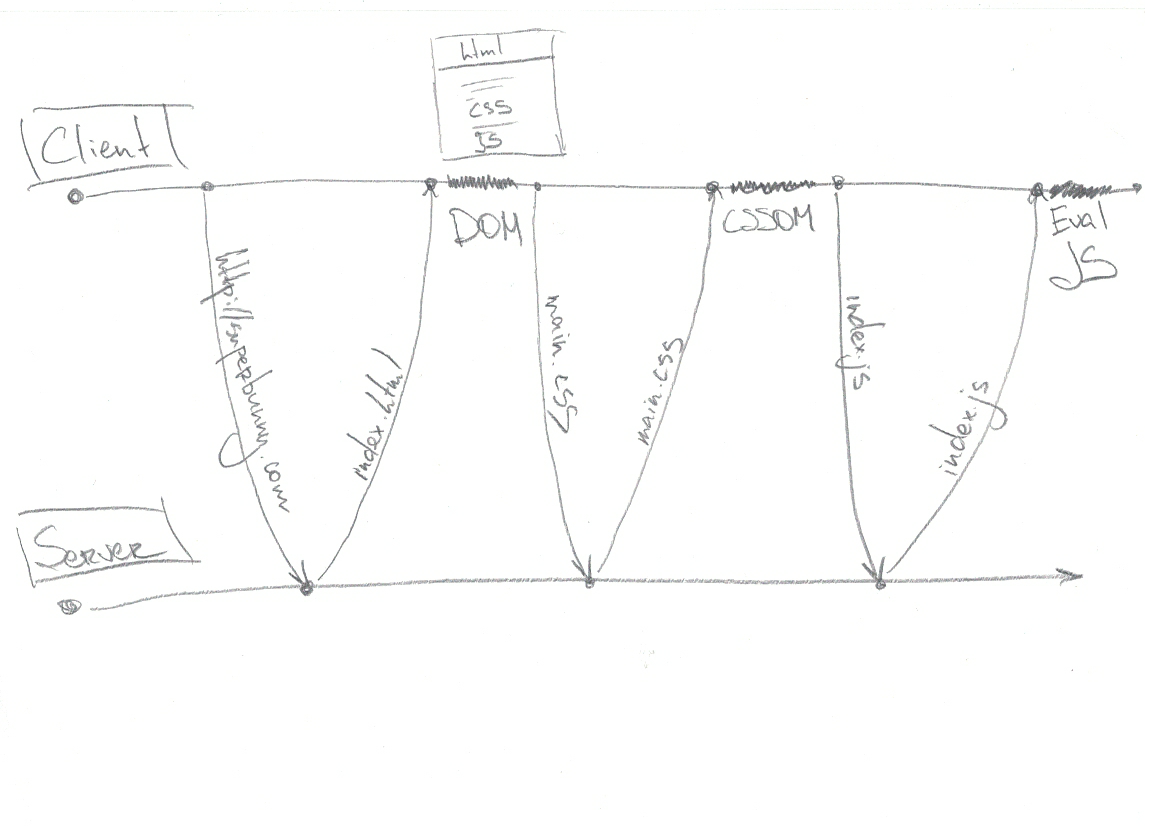 html
css
js
Client
DOM
CSSOM
Eval
JS
http://superbunny.com
index.html
main.css
main.css
index.js
index.js
Server